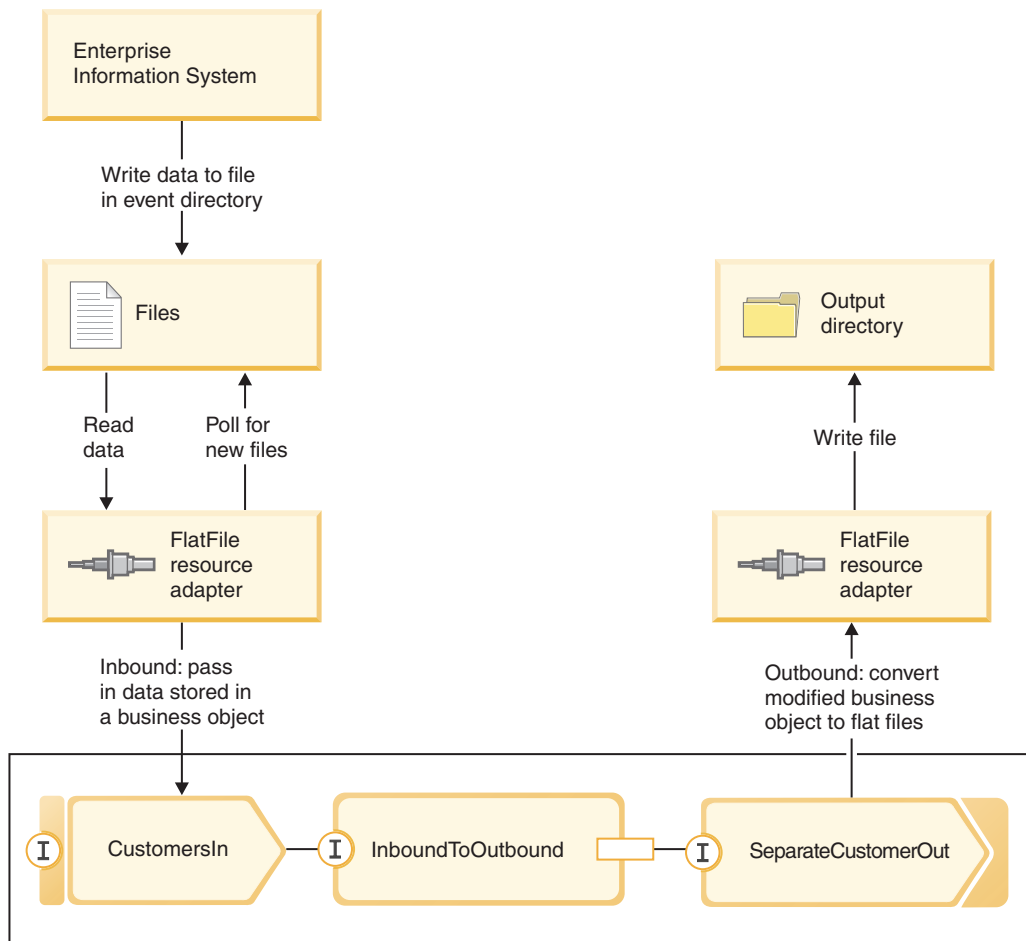 Enterprise
Information System
Write data to file
in event directory
Files
Output
directory
Read
data
Poll for
new files
Write file
FlatFile
resource
adapter
FlatFile
resource
adapter
Inbound: pass
in data stored in
a business object
Outbound: convert
modified business
object to flat files
I
CustomersIn
I
InboundToOutbound
I
SeparateCustomerOut